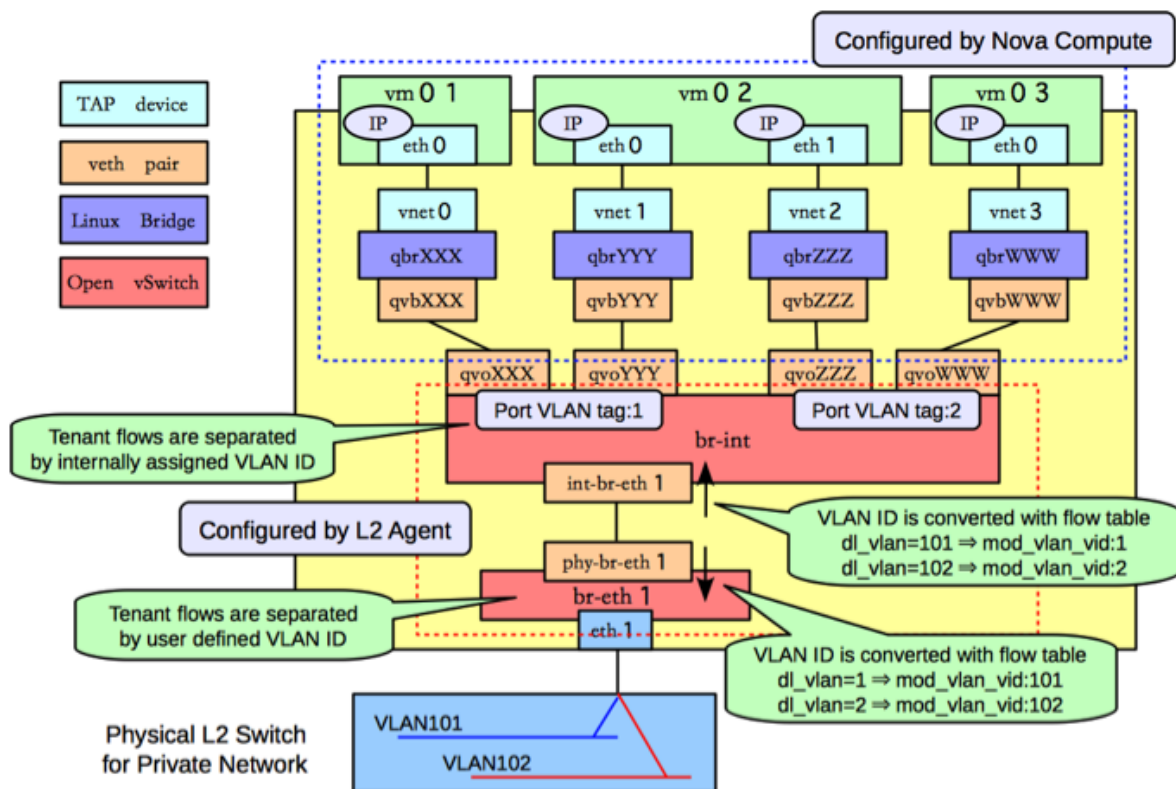 Configured by Nova Compute
TAP device
veth pair
Linux Bridge
Open vSwitch
vm 0 1
vm 0 2
vm 0 3
IP
IP
IP
IP
eth 0
eth 0
eth 1
eth 0
vnet 0
vnet 1
vnet 2
vnet 3
qbrXXX
qbrYYY
qbrZZZ
qbrWWW
qvbXXX
qvbYYY
qvbZZZ
qvbWWW
qvoXXX
qvoYYY
qvoZZZ
qvoWWW
Port VLAN tag:1
Port VLAN tag:2
br-int
Tenant flows are separated
by internally assigned VLAN ID
int-br-eth 1
Configured by L2 Agent
VLAN ID is converted with flow table
dl_vlan=101 ⇒ mod_vlan_vid:1
dl_vlan=102 ⇒ mod_vlan_vid:2
phy-br-eth 1
br-eth 1
Tenant flows are separated
by user defined VLAN ID
eth 1
VLAN ID is converted with flow table
dl_vlan=1 ⇒ mod_vlan_vid:101
dl_vlan=2 ⇒ mod_vlan_vid:102
Physical L2 Switch
for Private Network
VLAN101
VLAN102